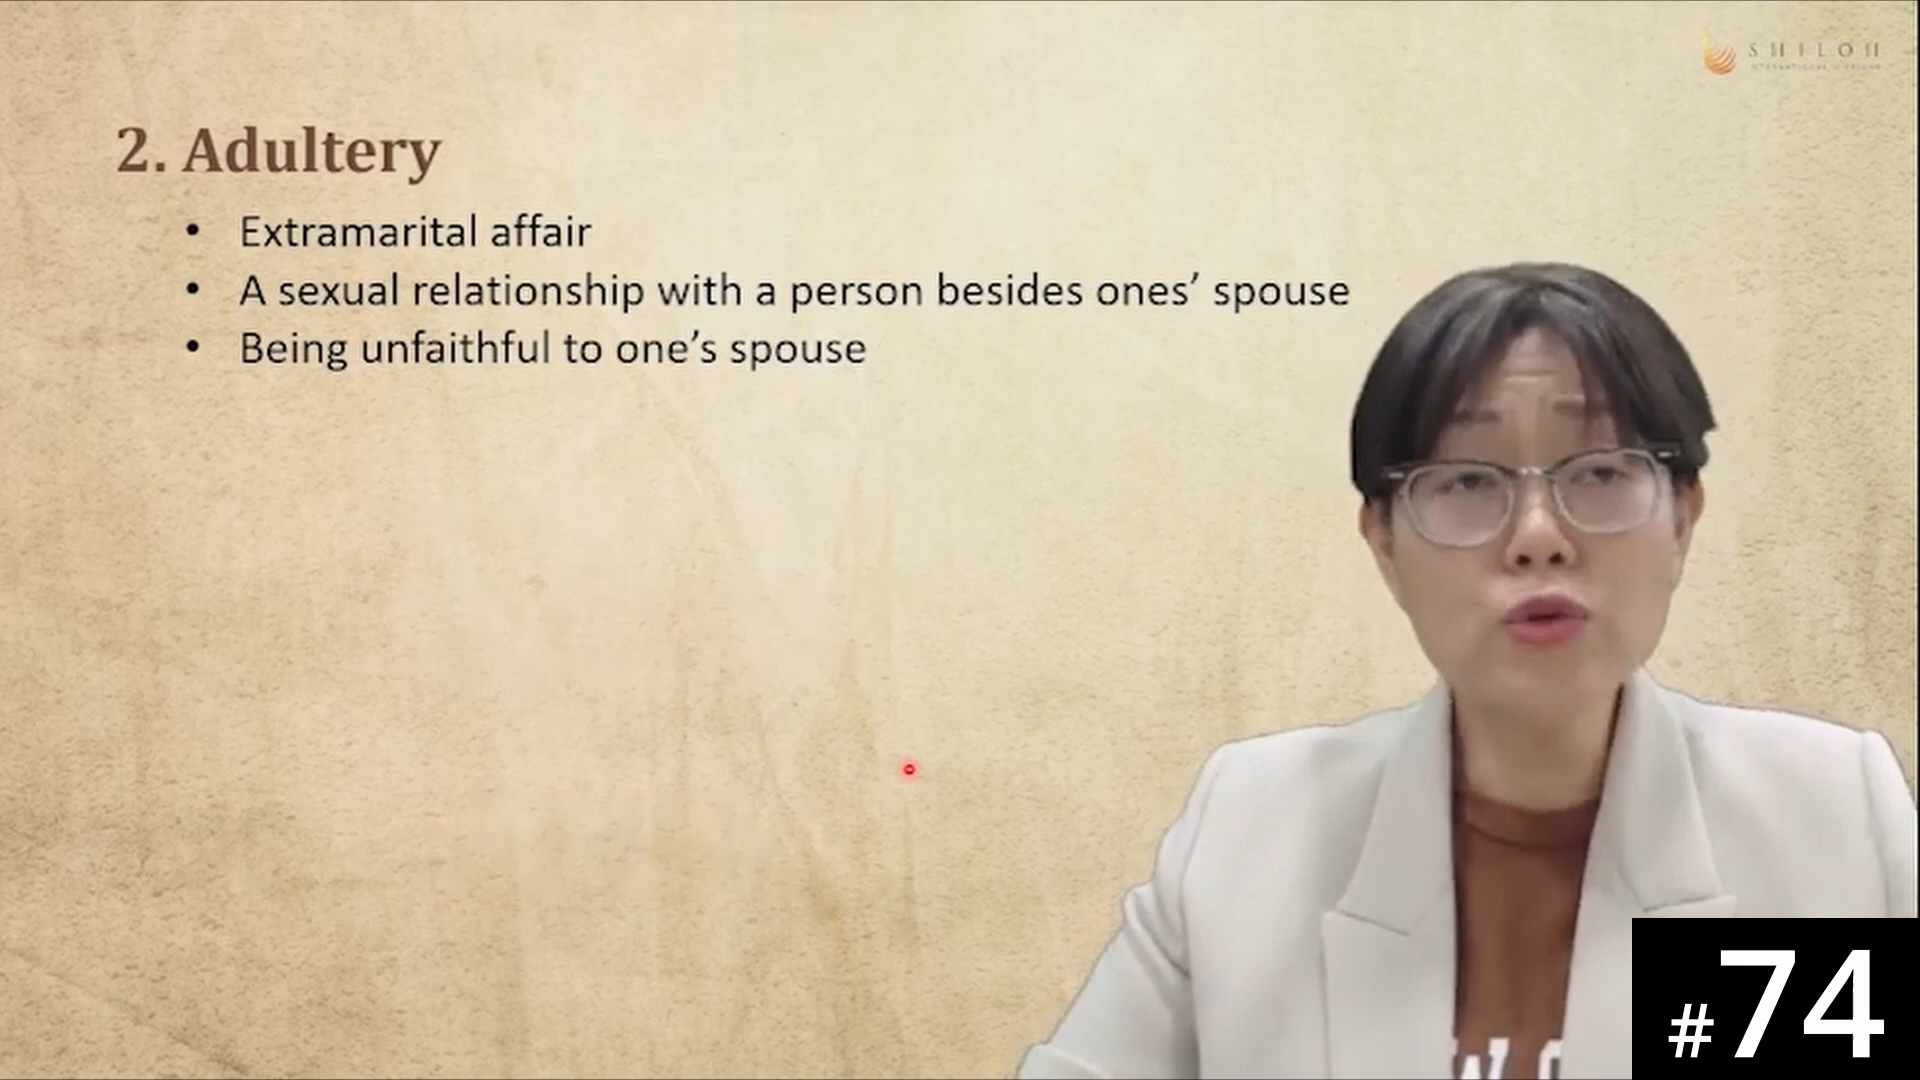 SHILOH
2. Adultery
• Extramarital affair
• A sexual relationship with a person besides ones’ spouse
• Being unfaithful to one’s spouse
#74